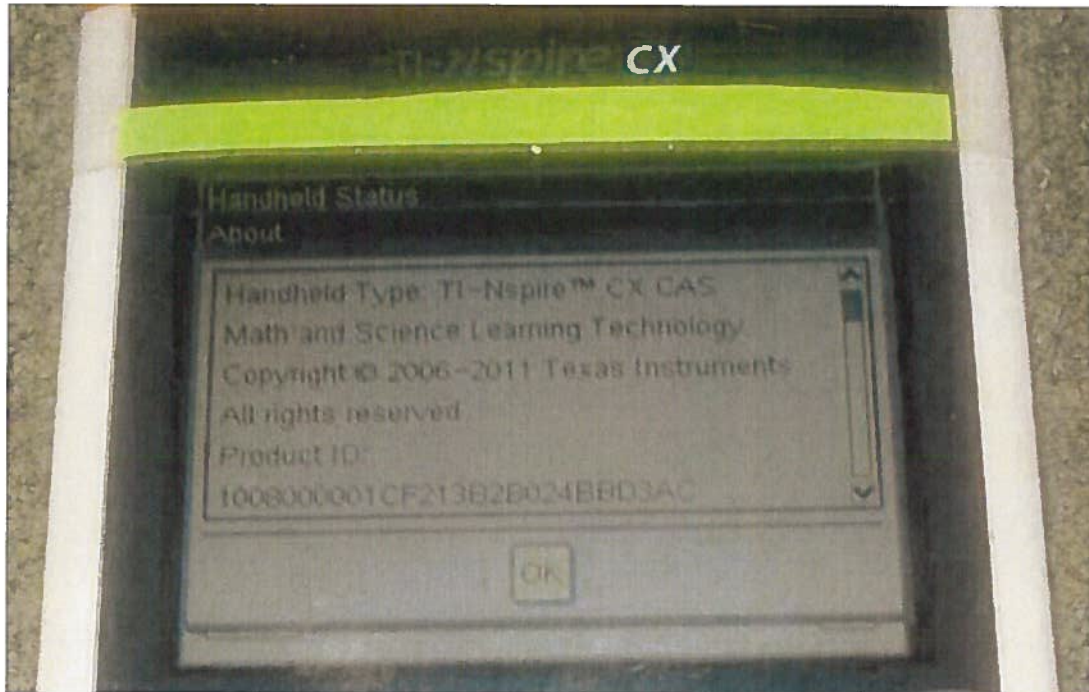 TI-nspire CX
Handheld Status
About
Handheld Type: TI-Nspire™ CX CAS
Math and Science Learning Technology
Copyright © 2006-2011 Texas Instruments
All rights reserved
Product ID:
1008000001CF213B2B024BBD3AC
OK